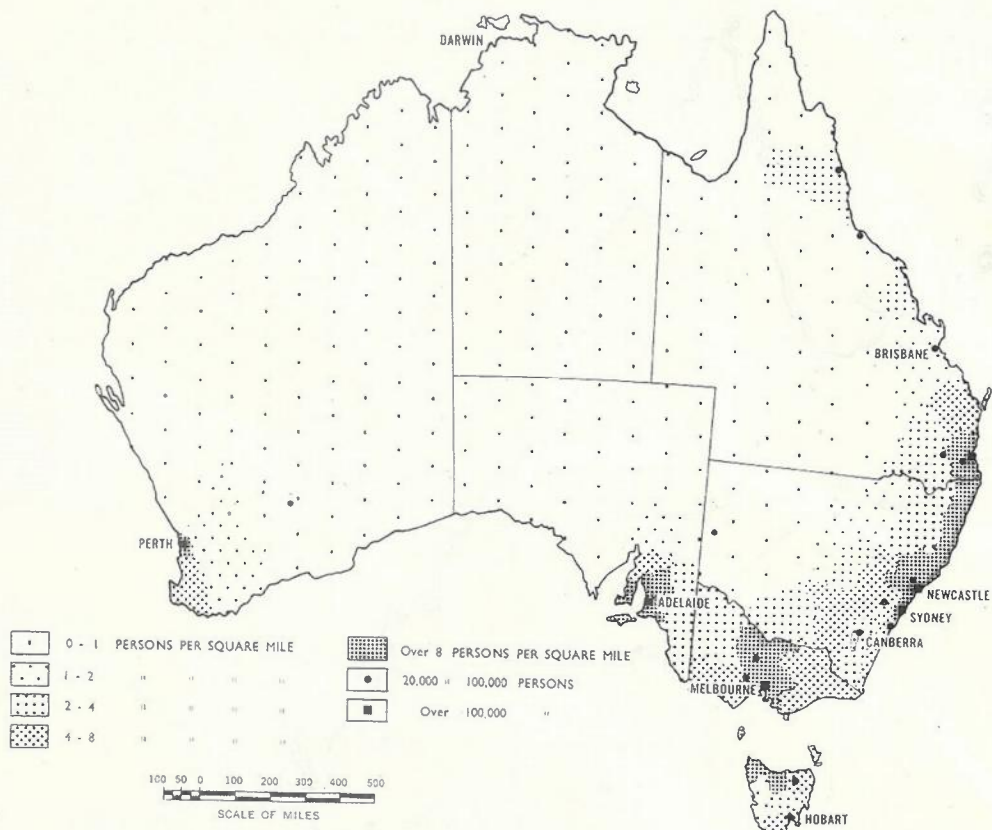 DARWIN
BRISBANE
PERTH
ADELAIDE
NEWCASTLE
SYDNEY
CANBERRA
MELBOURNE
HOBART
0 - 1 PERSONS PER SQUARE MILE
1 - 2 " " " "
2 - 4 " " " "
4 - 8 " " " "
Over 8 PERSONS PER SQUARE MILE
20,000 " 100,000 PERSONS
Over 100,000 "
100 50 0 100 200 300 400 500
SCALE OF MILES